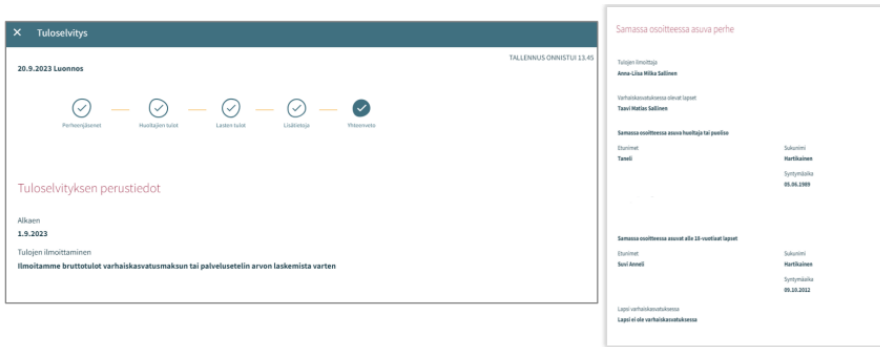 × Tuloselvitys
TALLENNUS ONNISTUI 13.45
20.9.2023 Luonnos
Perheenjäsenet
Huoltajien tulot
Lasten tulot
Lisätietoja
Yhteenveto
Tuloselvityksen perustiedot
Alkaen
1.9.2023
Tulojen ilmoittaminen
Ilmoitamme bruttotulot varhaiskasvatusmaksun tai palvelusetelin arvon laskemista varten
Samassa osoitteessa asuva perhe
Tulojen ilmoittaja
Anna-Liisa Milka Sallinen
Varhaiskasvatuksessa olevat lapset
Taavi Matias Sallinen
Samassa osoitteessa asuva huoltaja tai puoliso
Etunimet Sukunimi
Taneli Hartikainen
Syntymäaika
05.06.1989
Samassa osoitteessa asuvat alle 18-vuotiaat lapset
Etunimet Sukunimi
Suvi Anneli Hartikainen
Syntymäaika
09.10.2012
Lapsi varhaiskasvatuksessa
Lapsi ei ole varhaiskasvatuksessa